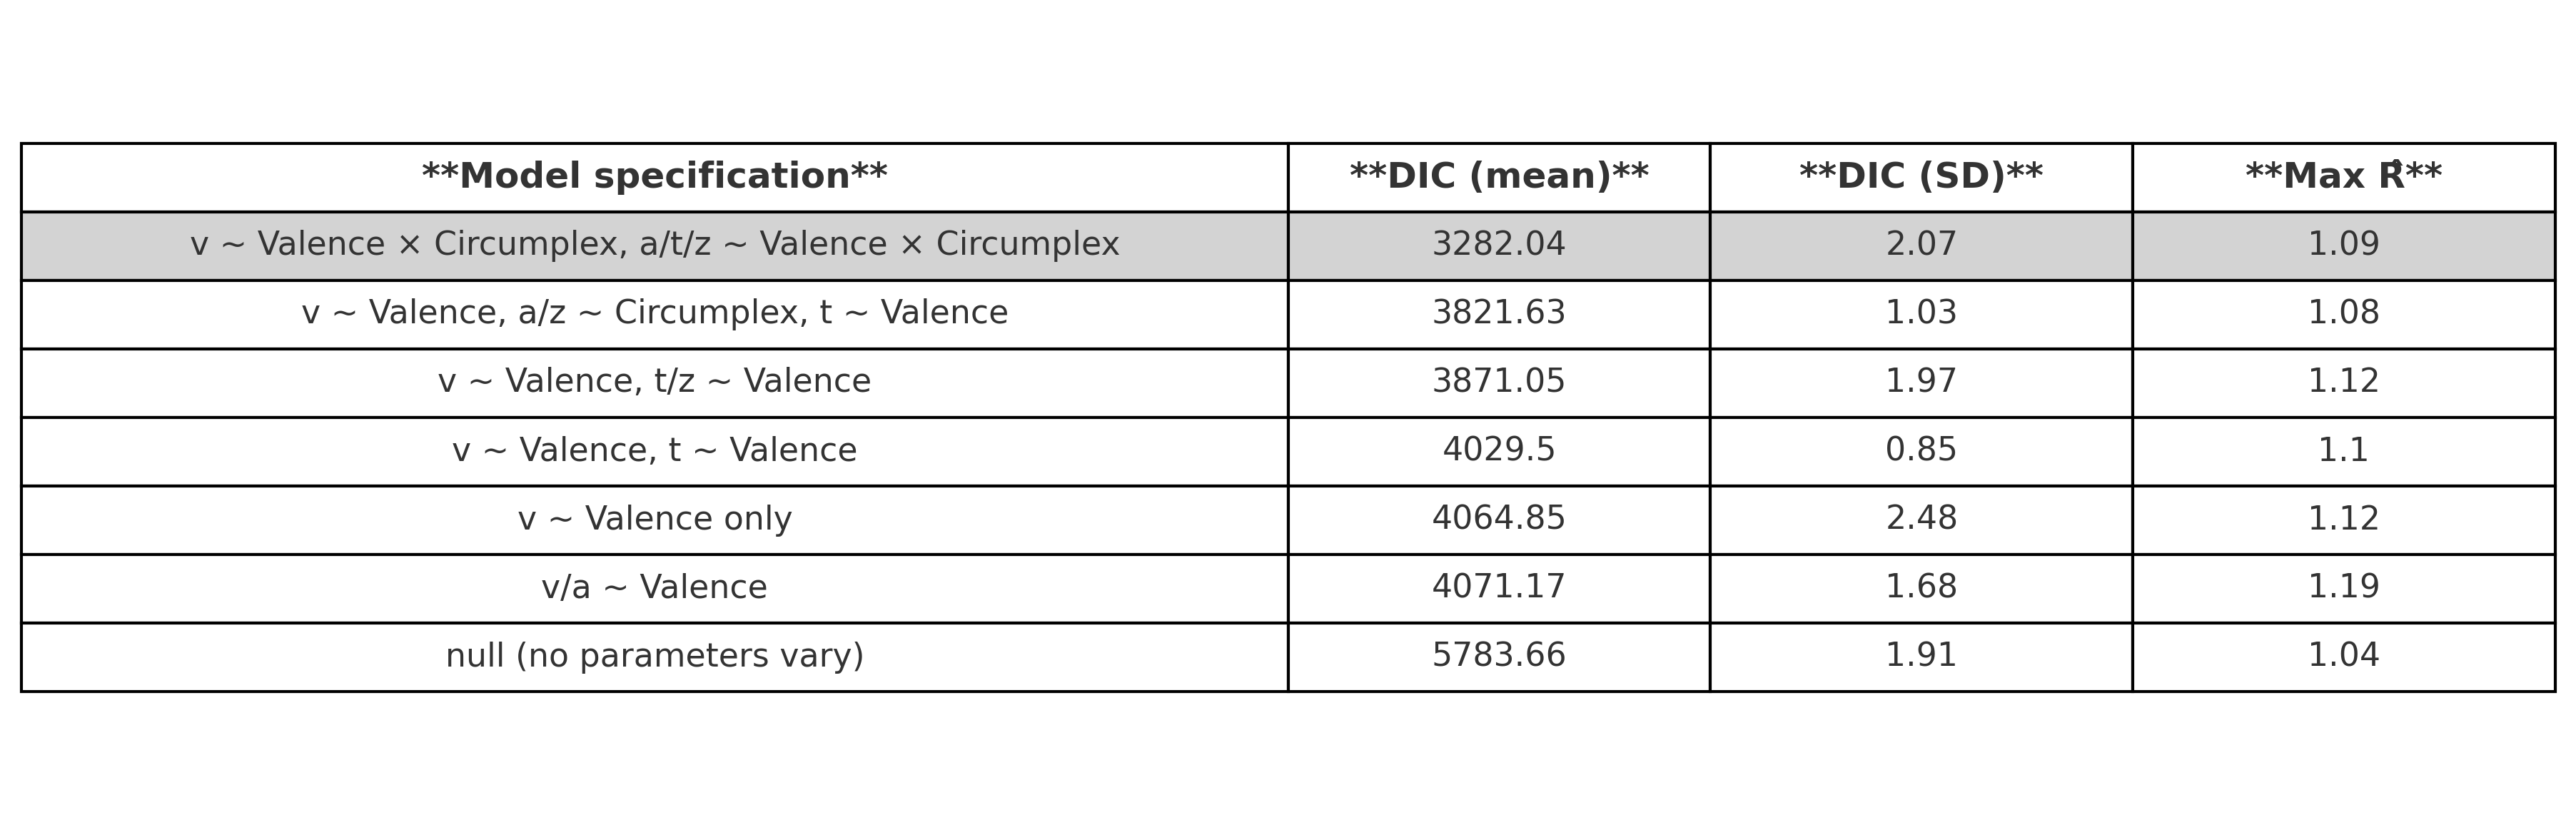 **Model specification** **DIC (mean)** **DIC (SD)** **Max R̂**
v ~ Valence × Circumplex, a/t/z ~ Valence × Circumplex 3282.04 2.07 1.09
v ~ Valence, a/z ~ Circumplex, t ~ Valence 3821.63 1.03 1.08
v ~ Valence, t/z ~ Valence 3871.05 1.97 1.12
v ~ Valence, t ~ Valence 4029.5 0.85 1.1
v ~ Valence only 4064.85 2.48 1.12
v/a ~ Valence 4071.17 1.68 1.19
null (no parameters vary) 5783.66 1.91 1.04